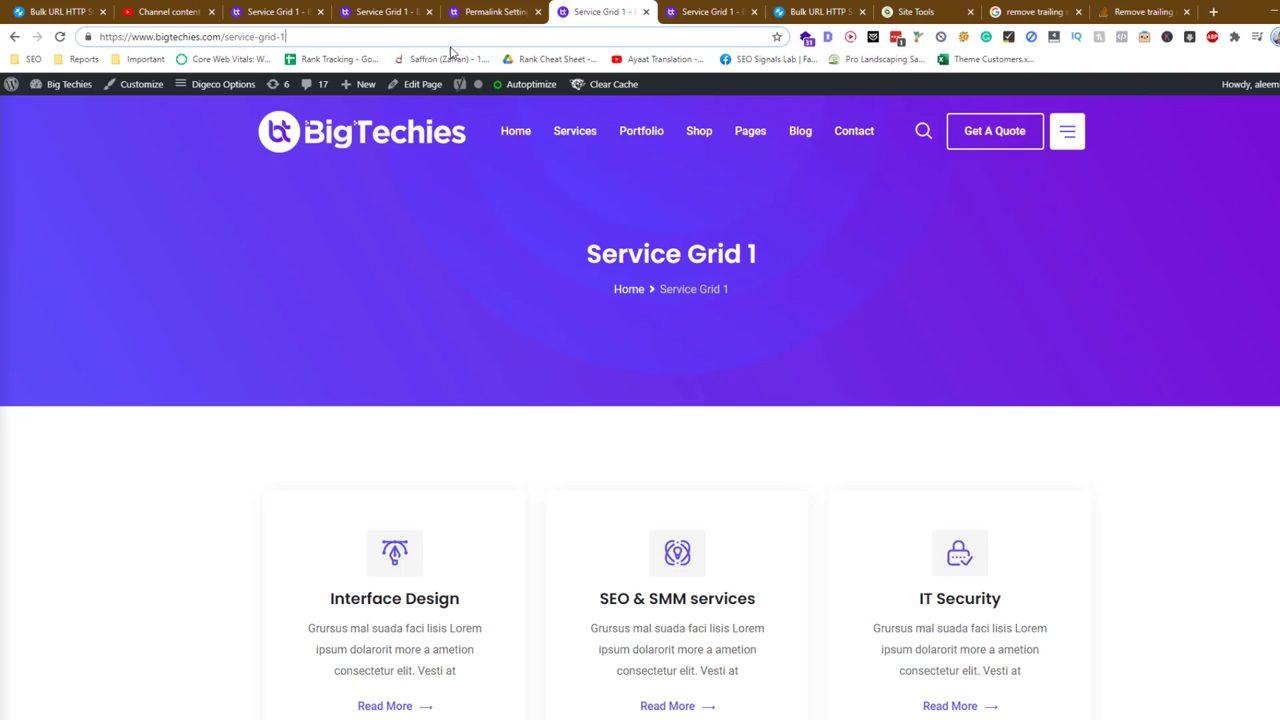 Bulk URL HTTP S
Channel content
Service Grid 1 - B
Service Grid 1 - B
Permalink Settin
Service Grid 1 - B
Service Grid 1 - B
Bulk URL HTTP S
Site Tools
remove trailing s
Remove trailing
https://www.bigtechies.com/service-grid-1
SEO
Reports
Important
Core Web Vitals: W...
Rank Tracking - Go...
Saffron (Zafran) - 1....
Rank Cheat Sheet -...
Ayaat Translation -...
SEO Signals Lab | Fa...
Pro Landscaping Sa...
Theme Customers.x...
Big Techies
Customize
Digeco Options
6
17
New
Edit Page
Autoptimize
Clear Cache
Howdy, aleem
BigTechies
Home
Services
Portfolio
Shop
Pages
Blog
Contact
Get A Quote
Service Grid 1
Home > Service Grid 1
Interface Design
Grursus mal suada faci lisis Lorem
ipsum dolarorit more a ametion
consectetur elit. Vesti at
Read More →
SEO & SMM services
Grursus mal suada faci lisis Lorem
ipsum dolarorit more a ametion
consectetur elit. Vesti at
Read More →
IT Security
Grursus mal suada faci lisis Lorem
ipsum dolarorit more a ametion
consectetur elit. Vesti at
Read More →